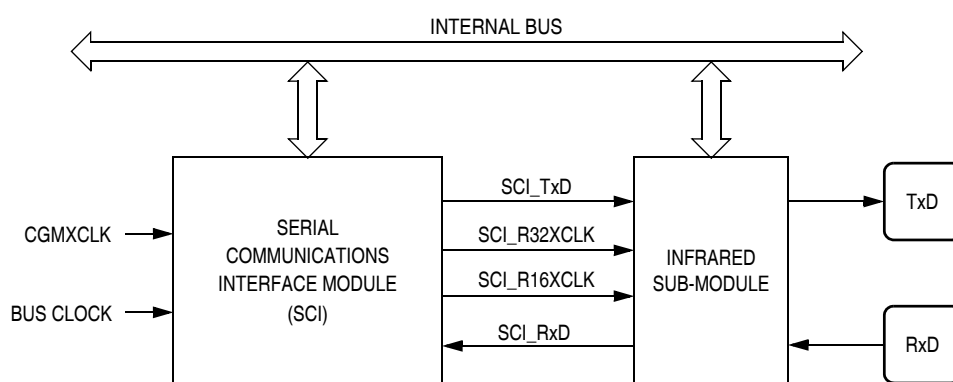 INTERNAL BUS
CGMXCLK
BUS CLOCK
SERIAL
COMMUNICATIONS
INTERFACE MODULE
(SCI)
SCI_TxD
SCI_R32XCLK
SCI_R16XCLK
SCI_RxD
INFRARED
SUB-MODULE
TxD
RxD